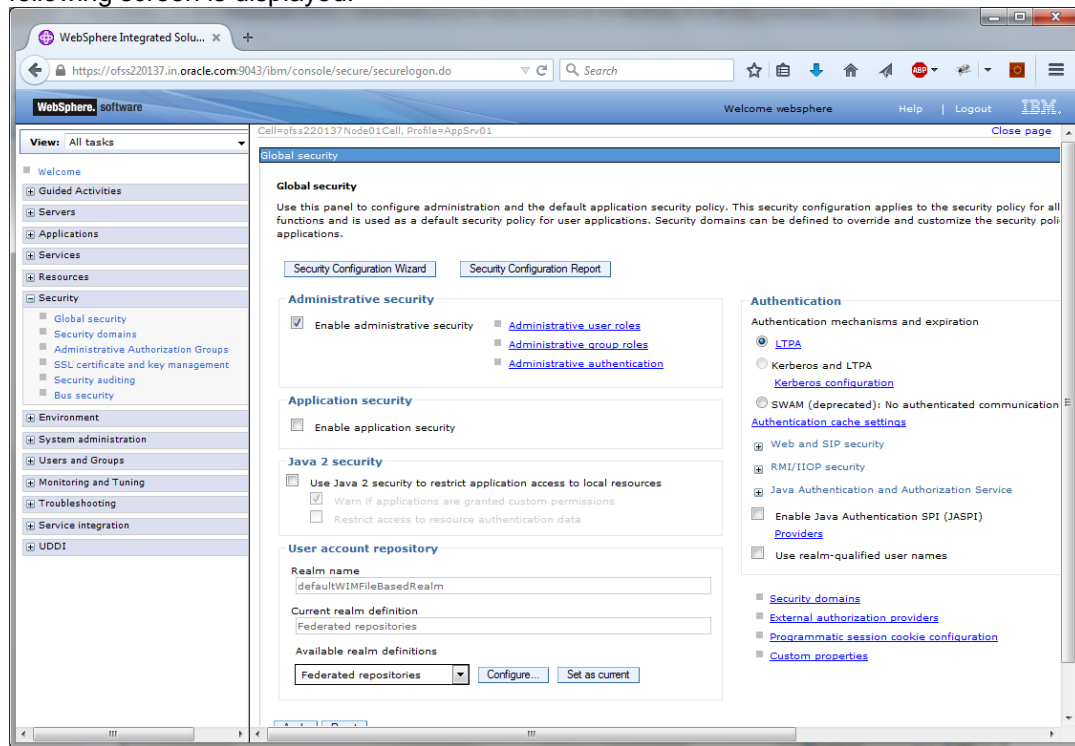 following screen is displayed.
WebSphere Integrated Solu...
https://ofss220137.in.oracle.com:9043/ibm/console/secure/securelogon.do
Search
ABP
WebSphere. software
Welcome websphere
Help | Logout
IBM.
View: All tasks
Welcome
Guided Activities
Servers
Applications
Services
Resources
Security
Global security
Security domains
Administrative Authorization Groups
SSL certificate and key management
Security auditing
Bus security
Environment
System administration
Users and Groups
Monitoring and Tuning
Troubleshooting
Service integration
UDDI
Cell=ofss220137Node01Cell, Profile=AppSrv01
Close page
Global security
Global security
Use this panel to configure administration and the default application security policy. This security configuration applies to the security policy for all
functions and is used as a default security policy for user applications. Security domains can be defined to override and customize the security poli
applications.
Security Configuration Wizard
Security Configuration Report
Administrative security
Enable administrative security
Administrative user roles
Administrative group roles
Administrative authentication
Application security
Enable application security
Java 2 security
Use Java 2 security to restrict application access to local resources
Warn if applications are granted custom permissions
Restrict access to resource authentication data
User account repository
Realm name
defaultWIMFileBasedRealm
Current realm definition
Federated repositories
Available realm definitions
Federated repositories
Configure...
Set as current
Authentication
Authentication mechanisms and expiration
LTPA
Kerberos and LTPA
Kerberos configuration
SWAM (deprecated): No authenticated communication
Authentication cache settings
Web and SIP security
RMI/IIOP security
Java Authentication and Authorization Service
Enable Java Authentication SPI (JASPI)
Providers
Use realm-qualified user names
Security domains
External authorization providers
Programmatic session cookie configuration
Custom properties